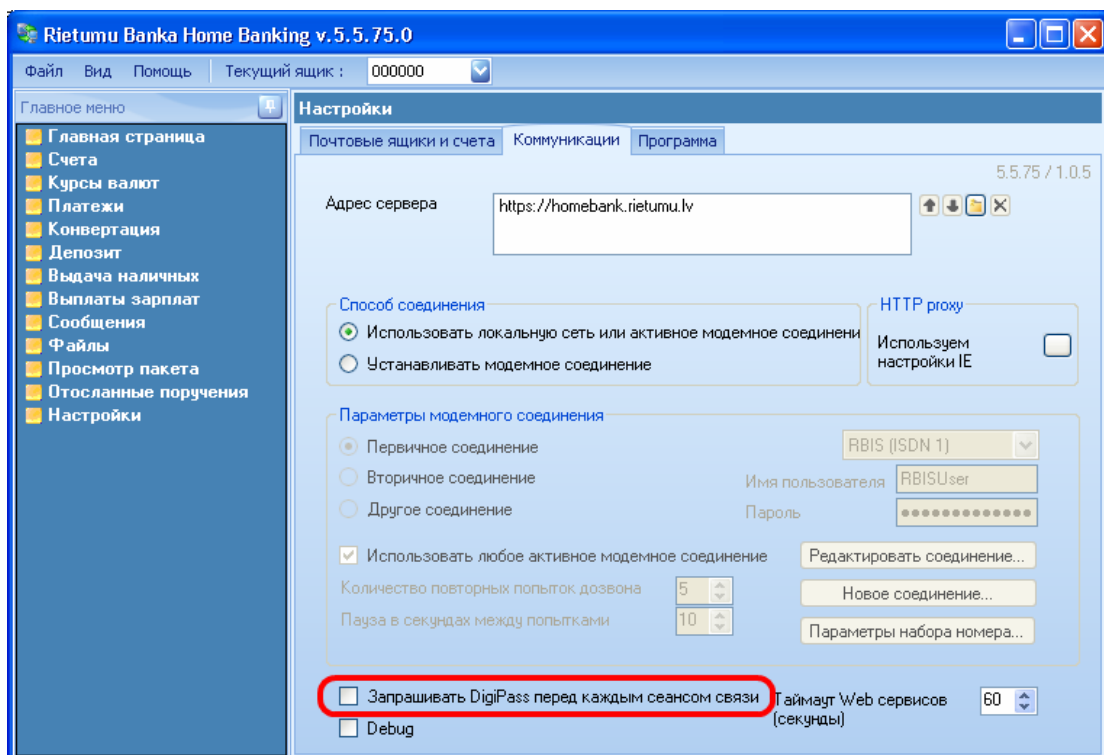 Rietumu Banka Home Banking v.5.5.75.0
Файл Вид Помощь Текущий ящик : 000000
Главное меню
Главная страница
Счета
Курсы валют
Платежи
Конвертация
Депозит
Выдача наличных
Выплаты зарплат
Сообщения
Файлы
Просмотр пакета
Отосланные поручения
Настройки
Настройки
Почтовые ящики и счета Коммуникации Программа
5.5.75 / 1.0.5
Адрес сервера https://homebank.rietumu.lv
Способ соединения
Использовать локальную сеть или активное модемное соединени
Устанавливать модемное соединение
HTTP proxy
Используем
настройки IE
Параметры модемного соединения
Первичное соединение RBIS (ISDN 1)
Вторичное соединение Имя пользователя RBISUser
Другое соединение Пароль ●●●●●●●●●●●●●
Использовать любое активное модемное соединение Редактировать соединение...
Количество повторных попыток дозвона 5 Новое соединение...
Пауза в секундах между попытками 10 Параметры набора номера...
Запрашивать DigiPass перед каждым сеансом связи
Debug
Таймаут Web сервисов 60
(секунды)